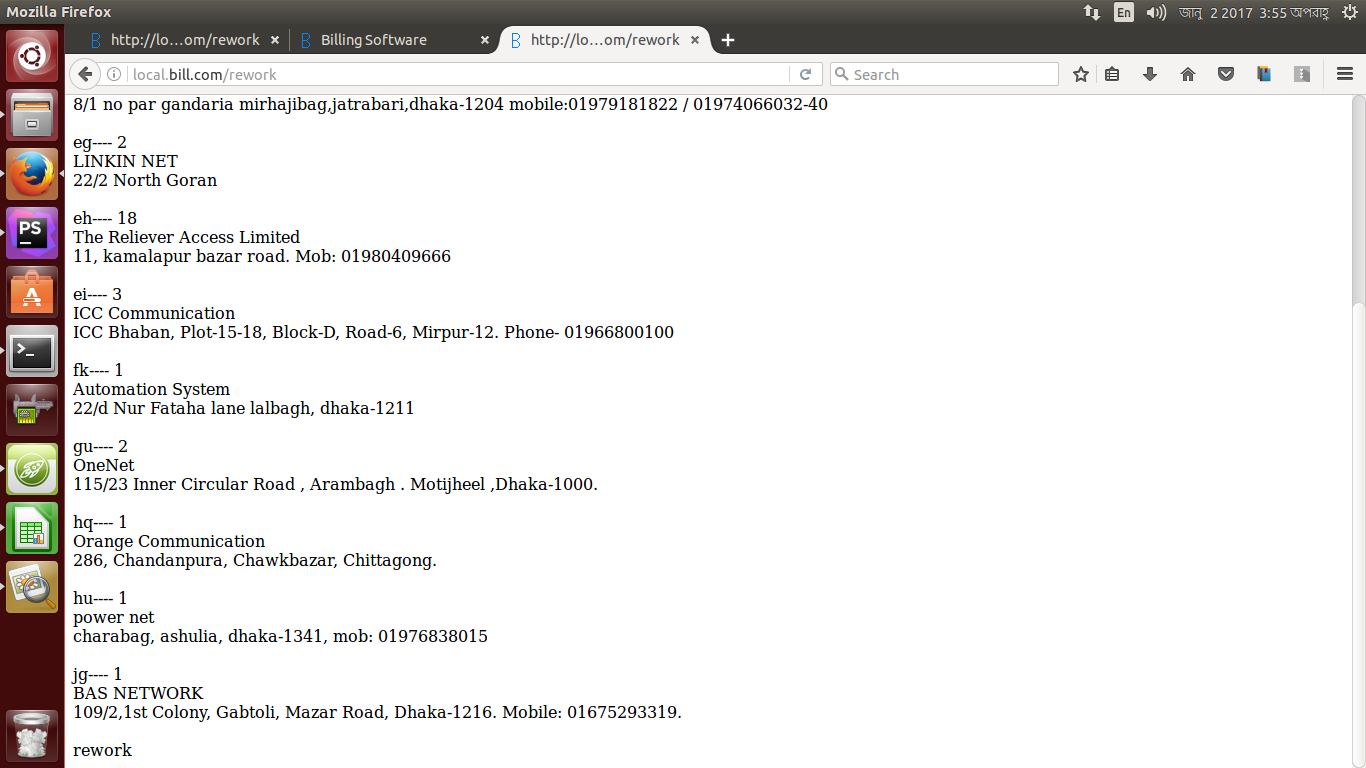 Mozilla Firefox
En
জানু 2 2017 3:55 অপরাহ্ণ
http://lo...om/rework
Billing Software
http://lo...om/rework
local.bill.com/rework
Search
8/1 no par gandaria mirhajibag,jatrabari,dhaka-1204 mobile:01979181822 / 01974066032-40
eg---- 2
LINKIN NET
22/2 North Goran
eh---- 18
The Reliever Access Limited
11, kamalapur bazar road. Mob: 01980409666
ei---- 3
ICC Communication
ICC Bhaban, Plot-15-18, Block-D, Road-6, Mirpur-12. Phone- 01966800100
fk---- 1
Automation System
22/d Nur Fataha lane lalbagh, dhaka-1211
gu---- 2
OneNet
115/23 Inner Circular Road , Arambagh . Motijheel ,Dhaka-1000.
hq---- 1
Orange Communication
286, Chandanpura, Chawkbazar, Chittagong.
hu---- 1
power net
charabag, ashulia, dhaka-1341, mob: 01976838015
jg---- 1
BAS NETWORK
109/2,1st Colony, Gabtoli, Mazar Road, Dhaka-1216. Mobile: 01675293319.
rework
PS